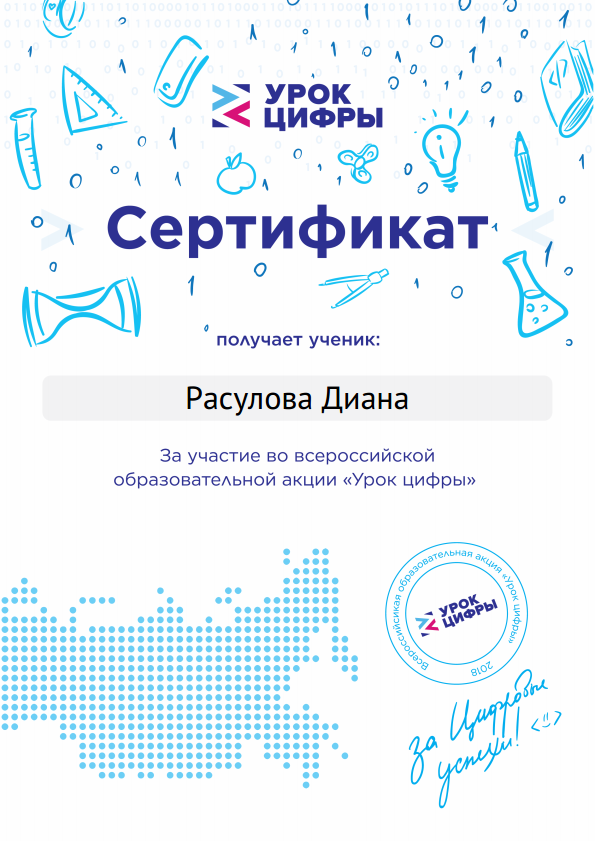 УРОК
ЦИФРЫ
Сертификат
получает ученик:
Расулова Диана
За участие во всероссийской
образовательной акции «Урок цифры»
Всероссийская образовательная акция «Урок цифры»
2018
УРОК
ЦИФРЫ
За Цифровые
успехи! <(!!)>